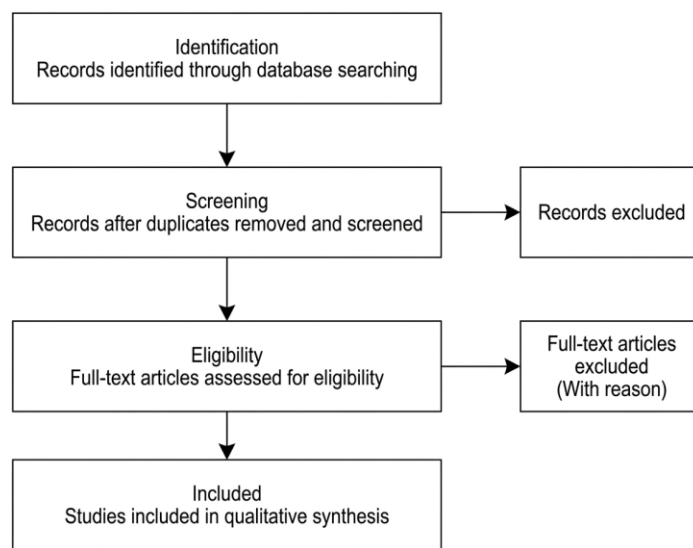 Identification
Records identified through database searching
Screening
Records after duplicates removed and screened
Records excluded
Eligibility
Full-text articles assessed for eligibility
Full-text articles
excluded
(With reason)
Included
Studies included in qualitative synthesis